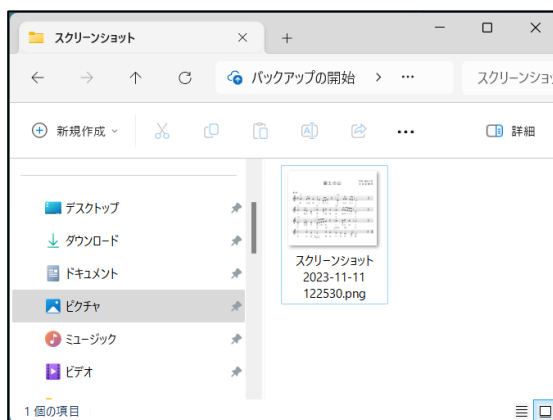 スクリーンショット
バックアップの開始
スクリーンショ
新規作成
詳細
デスクトップ
ダウンロード
ドキュメント
ピクチャ
ミュージック
ビデオ
富士の山
スクリーンショット
2023-11-11
122530.png
1 個の項目